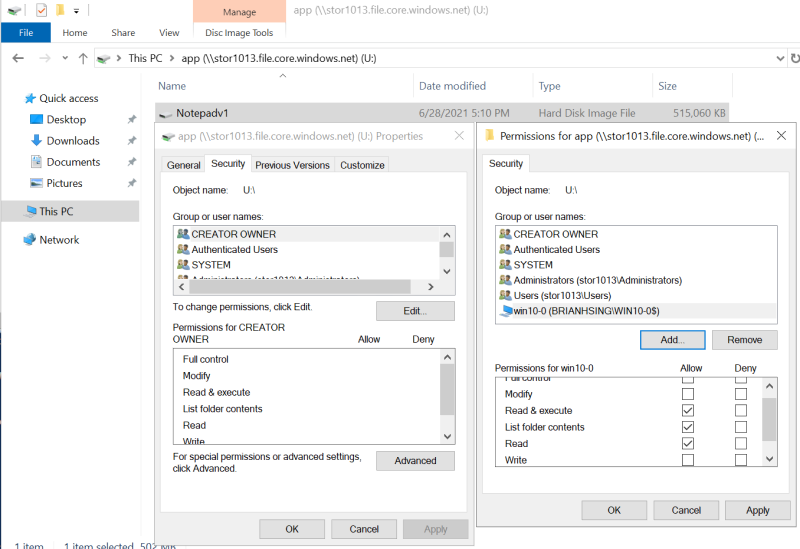 Manage
app (\\stor1013.file.core.windows.net) (U:)
File
Home
Share
View
Disc Image Tools
This PC
app (\\stor1013.file.core.windows.net) (U:)
Name
Date modified
Type
Size
Quick access
Desktop
Downloads
Documents
Pictures
This PC
Network
Notepadv1
6/28/2021 5:10 PM
Hard Disk Image File
515,060 KB
app (\\stor1013.file.core.windows.net) (U:) Properties
General
Security
Previous Versions
Customize
Object name: U:\
Group or user names:
CREATOR OWNER
Authenticated Users
SYSTEM
Administrators (stor1013\Administrators)
To change permissions, click Edit.
Edit...
Permissions for CREATOR
OWNER
Allow
Deny
Full control
Modify
Read & execute
List folder contents
Read
Write
For special permissions or advanced settings,
click Advanced.
Advanced
OK
Cancel
Apply
Permissions for app (\\stor1013.file.core.windows.net) (...
Security
Object name: U:\
Group or user names:
CREATOR OWNER
Authenticated Users
SYSTEM
Administrators (stor1013\Administrators)
Users (stor1013\Users)
win10-0 (BRIANHSING\WIN10-0$)
Add...
Remove
Permissions for win10-0
Allow
Deny
Full control
Modify
Read & execute
List folder contents
Read
Write
OK
Cancel
Apply
1 item
1 item selected 502 MB